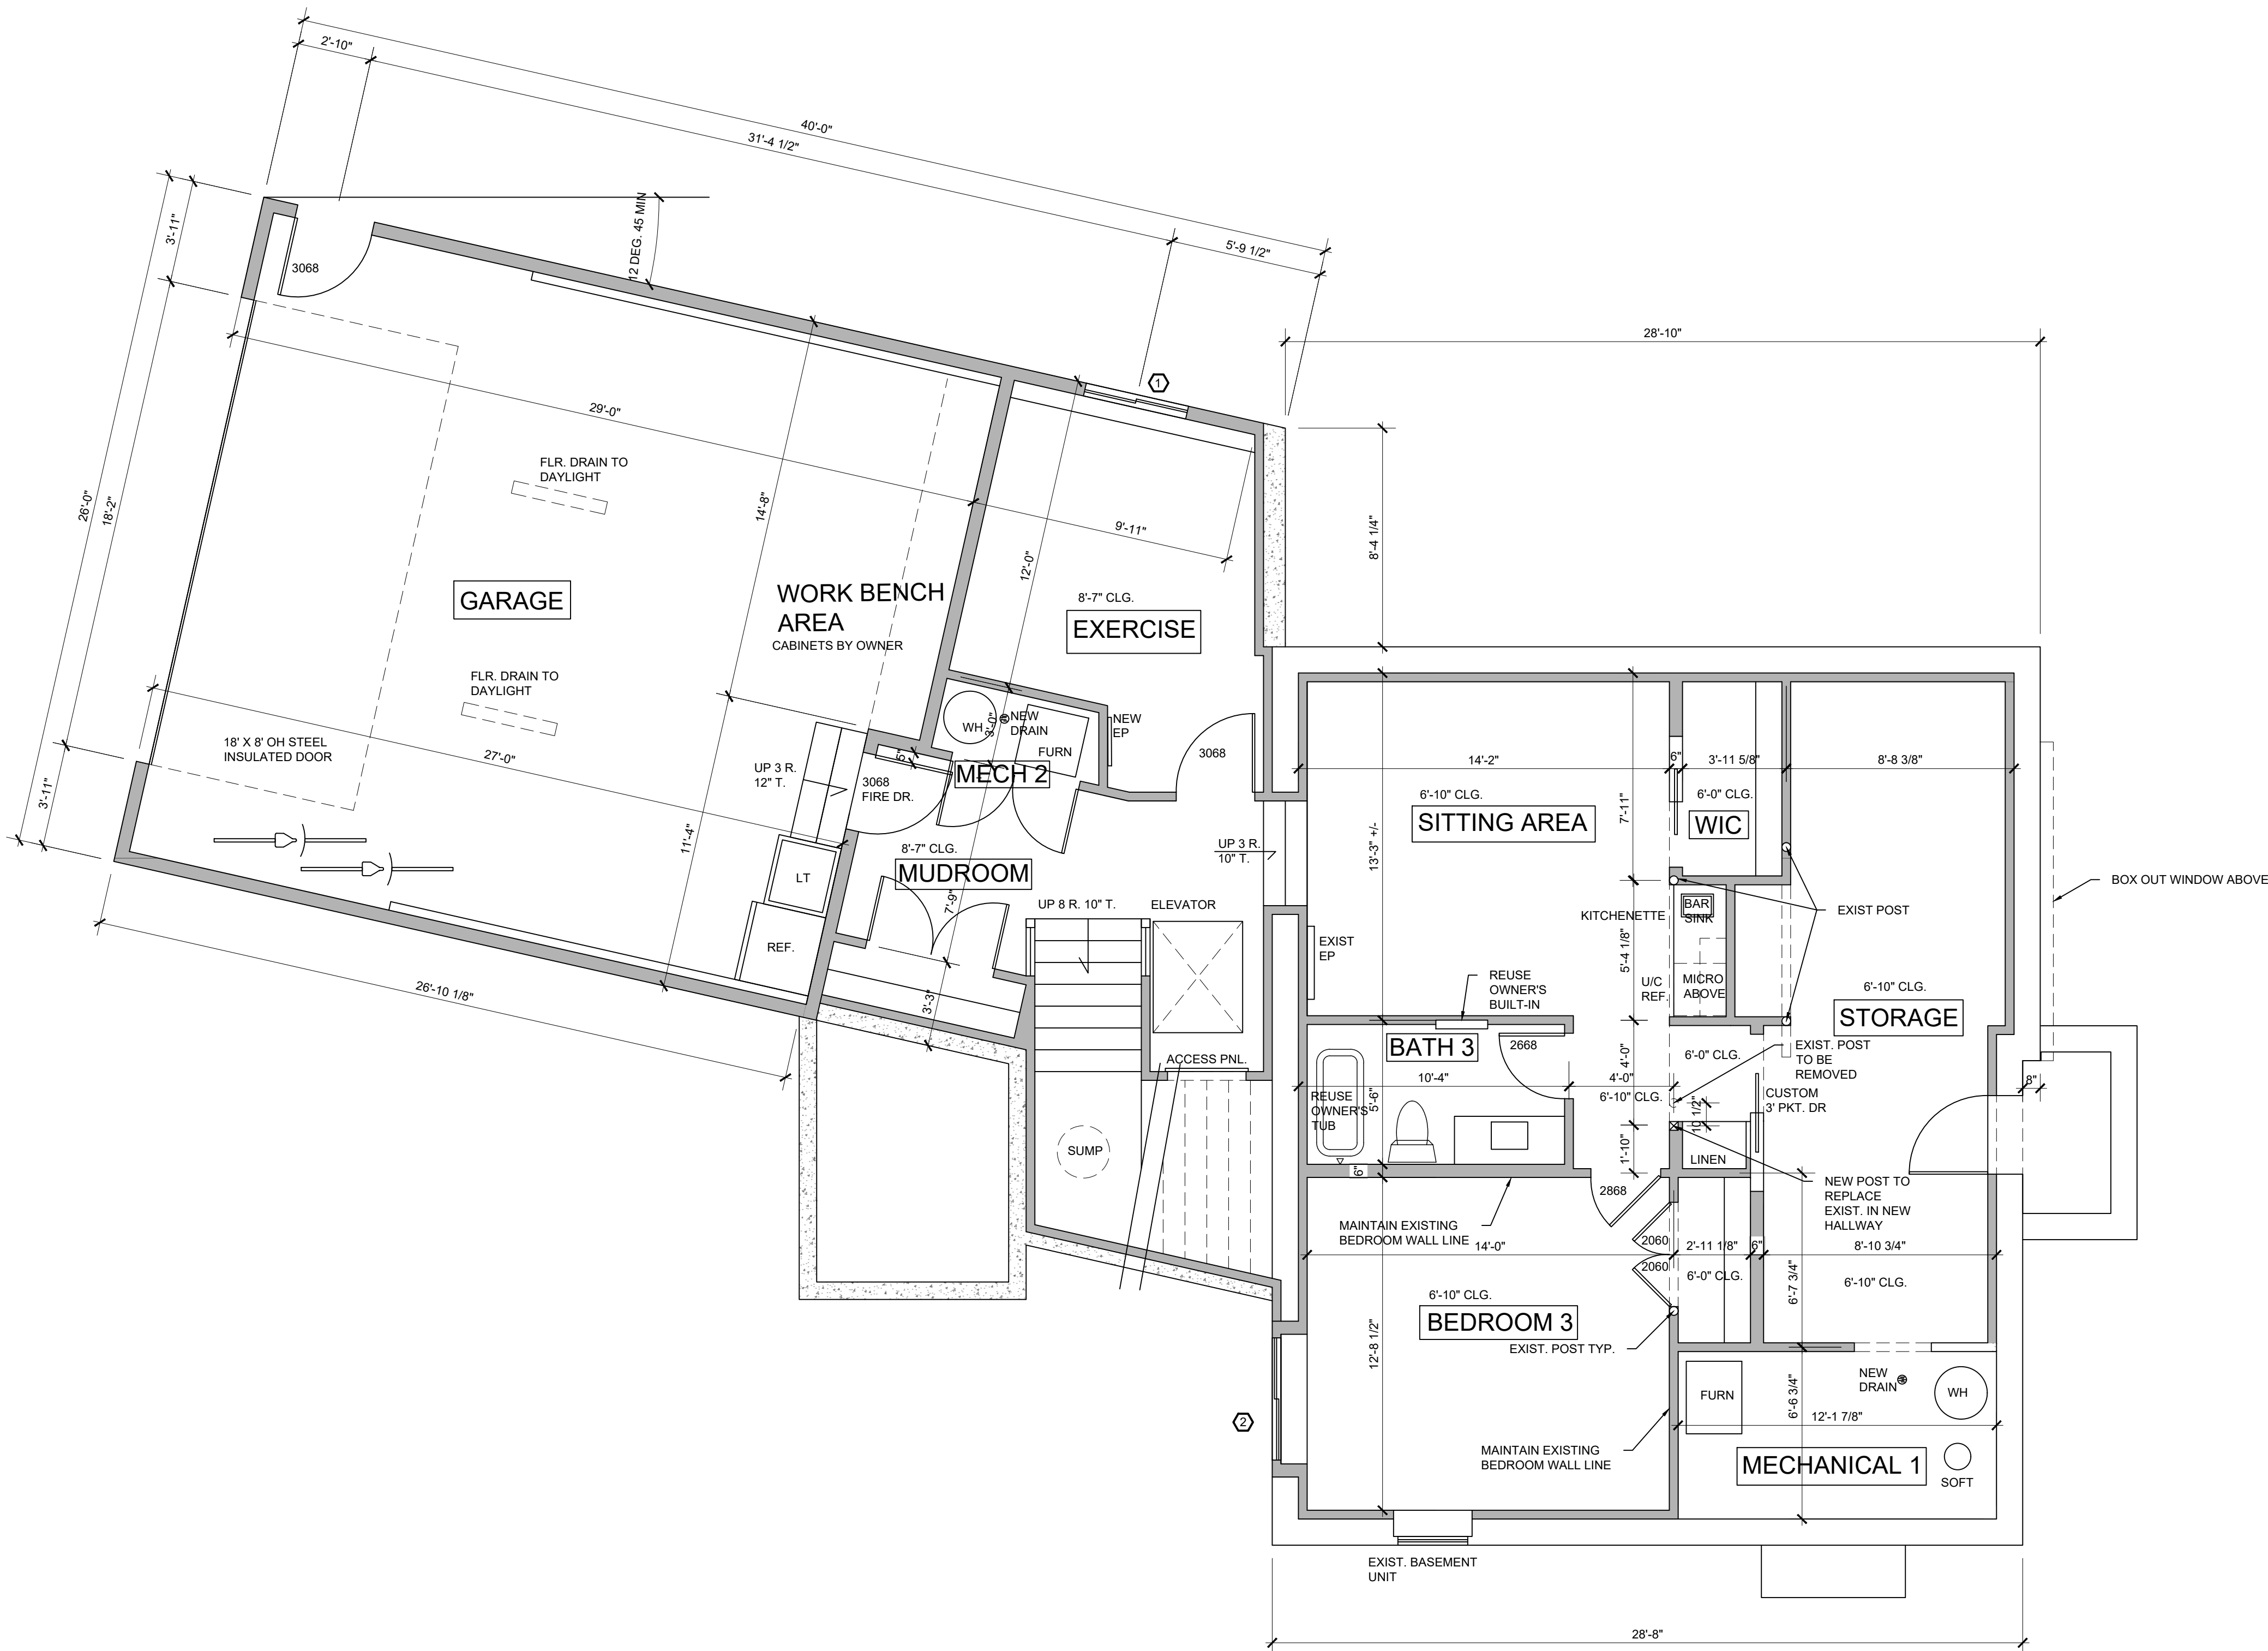 2'-10"
40'-0"
31'-4 1/2"
5'-9 1/2"
3'-11"
12 DEG. 45 MIN
3068
28'-10"
1
29'-0"
26'-0"
18'-2"
FLR. DRAIN TO
DAYLIGHT
14'-8"
9'-11"
8'-4 1/4"
12'-0"
GARAGE
WORK BENCH
AREA
CABINETS BY OWNER
8'-7" CLG.
EXERCISE
FLR. DRAIN TO
DAYLIGHT
18' X 8' OH STEEL
INSULATED DOOR
27'-0"
3'-11"
UP 3 R.
12" T.
3068
FIRE DR.
5"
WH
3'-0"
NEW
DRAIN
FURN
MECH 2
NEW
EP
3068
11'-4"
LT
REF.
8'-7" CLG.
MUDROOM
7'-9"
3'-3"
UP 8 R. 10" T.
ELEVATOR
UP 3 R.
10" T.
26'-10 1/8"
ACCESS PNL.
SUMP
14'-2"
6"
3'-11 5/8"
8'-8 3/8"
6'-10" CLG.
SITTING AREA
7'-11"
6'-0" CLG.
WIC
13'-3" +/-
EXIST
EP
KITCHENETTE
BAR
SINK
5'-4 1/8"
U/C
REF.
MICRO
ABOVE
EXIST POST
BOX OUT WINDOW ABOVE
REUSE
OWNER'S
BUILT-IN
6'-10" CLG.
STORAGE
BATH 3
2668
10'-4"
4'-0"
4'-0"
6'-0" CLG.
6'-10" CLG.
EXIST. POST
TO BE
REMOVED
CUSTOM
3' PKT. DR
8"
10 1/2"
REUSE
OWNER'S
TUB
5'-6"
1'-10"
LINEN
6"
2868
NEW POST TO
REPLACE
EXIST. IN NEW
HALLWAY
MAINTAIN EXISTING
BEDROOM WALL LINE
14'-0"
2060
2060
2'-11 1/8"
6"
8'-10 3/4"
6'-0" CLG.
6'-7 3/4"
6'-10" CLG.
6'-10" CLG.
BEDROOM 3
EXIST. POST TYP.
12'-8 1/2"
FURN
NEW
DRAIN
WH
6'-6 3/4"
12'-1 7/8"
2
MAINTAIN EXISTING
BEDROOM WALL LINE
MECHANICAL 1
SOFT
EXIST. BASEMENT
UNIT
28'-8"